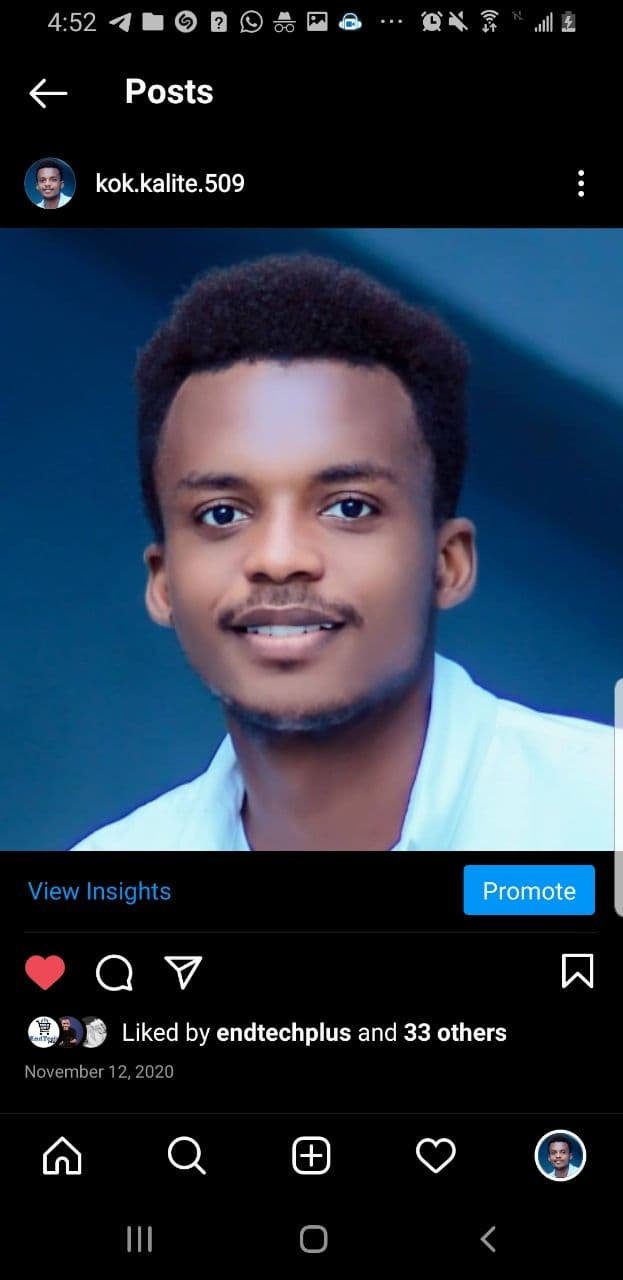 4:52
Posts
kok.kalite.509
View Insights
Promote
Liked by endtechplus and 33 others
November 12, 2020